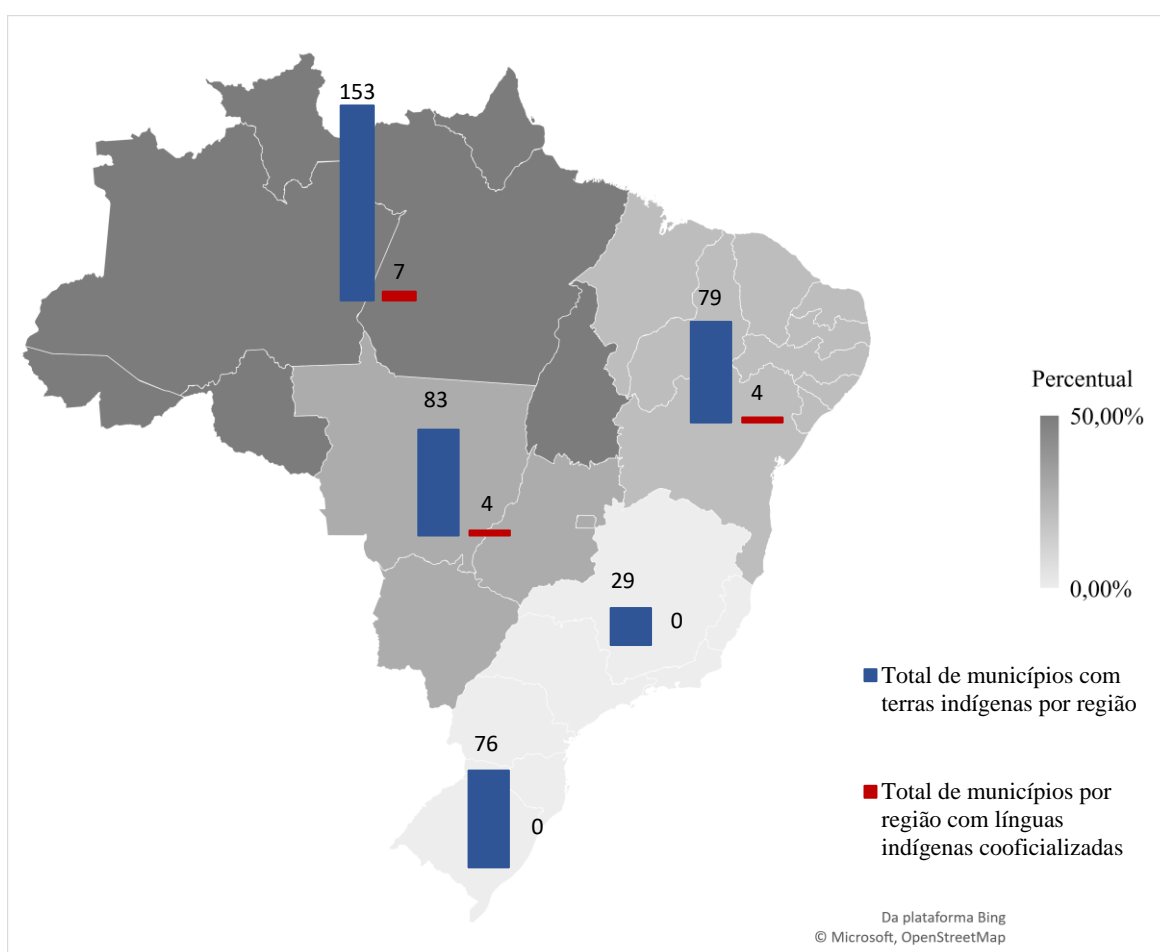 153
7
79
4
83
4
29
0
76
0
Percentual
50,00%
0,00%
Total de municípios com
terras indígenas por região
Total de municípios por
região com línguas
indígenas cooficializadas
Da plataforma Bing
© Microsoft, OpenStreetMap